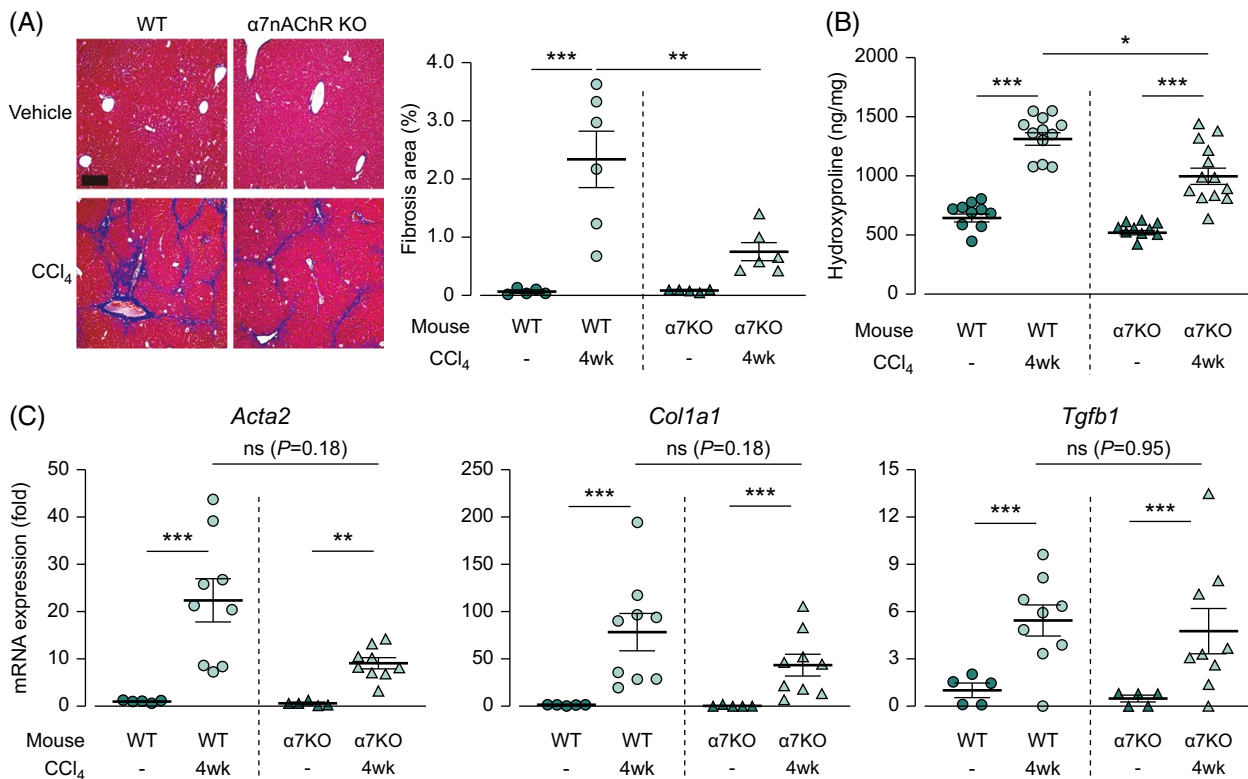 (A)
WT
α7nAChR KO
Vehicle
CCl4
Fibrosis area (%)
4.0
3.0
2.0
1.0
0
***
**
Mouse WT WT α7KO α7KO
CCl4 - 4wk - 4wk
(B)
Hydroxyproline (ng/mg)
2000
1500
1000
500
0
*
***
***
Mouse WT WT α7KO α7KO
CCl4 - 4wk - 4wk
(C)
mRNA expression (fold)
Acta2
ns (P=0.18)
50
40
30
20
10
0
***
**
Mouse WT WT α7KO α7KO
CCl4 - 4wk - 4wk
Col1a1
ns (P=0.18)
250
200
150
100
50
0
***
***
WT WT α7KO α7KO
- 4wk - 4wk
Tgfb1
ns (P=0.95)
15
12
9
6
3
0
***
***
WT WT α7KO α7KO
- 4wk - 4wk